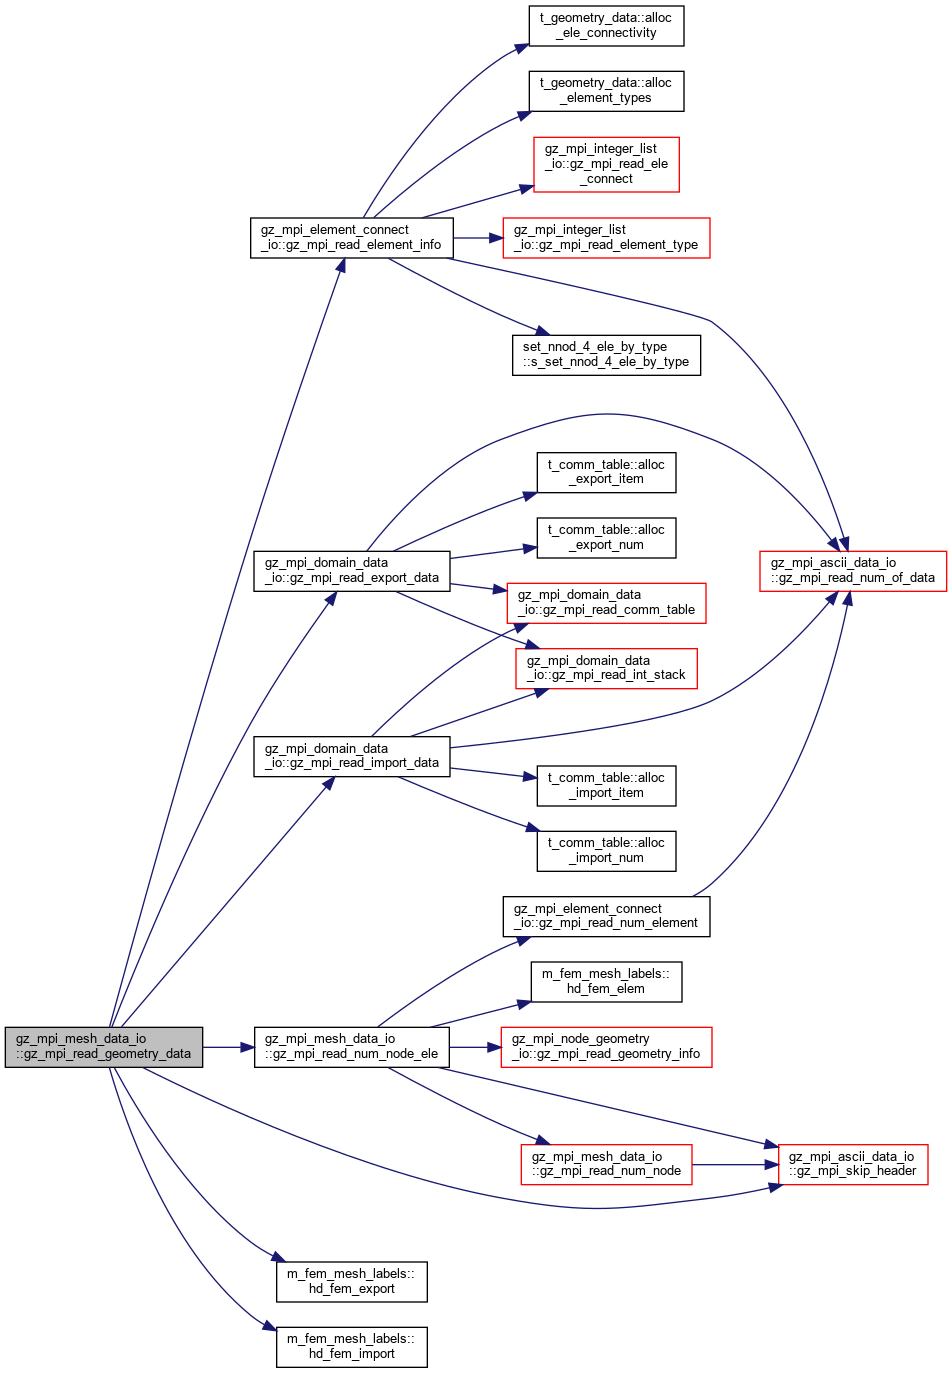 t_geometry_data::alloc
_ele_connectivity
t_geometry_data::alloc
_element_types
gz_mpi_integer_list
_io::gz_mpi_read_ele
_connect
gz_mpi_element_connect
_io::gz_mpi_read_element_info
gz_mpi_integer_list
_io::gz_mpi_read_element_type
set_nnod_4_ele_by_type
::s_set_nnod_4_ele_by_type
t_comm_table::alloc
_export_item
t_comm_table::alloc
_export_num
gz_mpi_domain_data
_io::gz_mpi_read_export_data
gz_mpi_ascii_data_io
::gz_mpi_read_num_of_data
gz_mpi_domain_data
_io::gz_mpi_read_comm_table
gz_mpi_domain_data
_io::gz_mpi_read_int_stack
gz_mpi_domain_data
_io::gz_mpi_read_import_data
t_comm_table::alloc
_import_item
t_comm_table::alloc
_import_num
gz_mpi_element_connect
_io::gz_mpi_read_num_element
m_fem_mesh_labels::
hd_fem_elem
gz_mpi_mesh_data_io
::gz_mpi_read_geometry_data
gz_mpi_mesh_data_io
::gz_mpi_read_num_node_ele
gz_mpi_node_geometry
_io::gz_mpi_read_geometry_info
gz_mpi_mesh_data_io
::gz_mpi_read_num_node
gz_mpi_ascii_data_io
::gz_mpi_skip_header
m_fem_mesh_labels::
hd_fem_export
m_fem_mesh_labels::
hd_fem_import